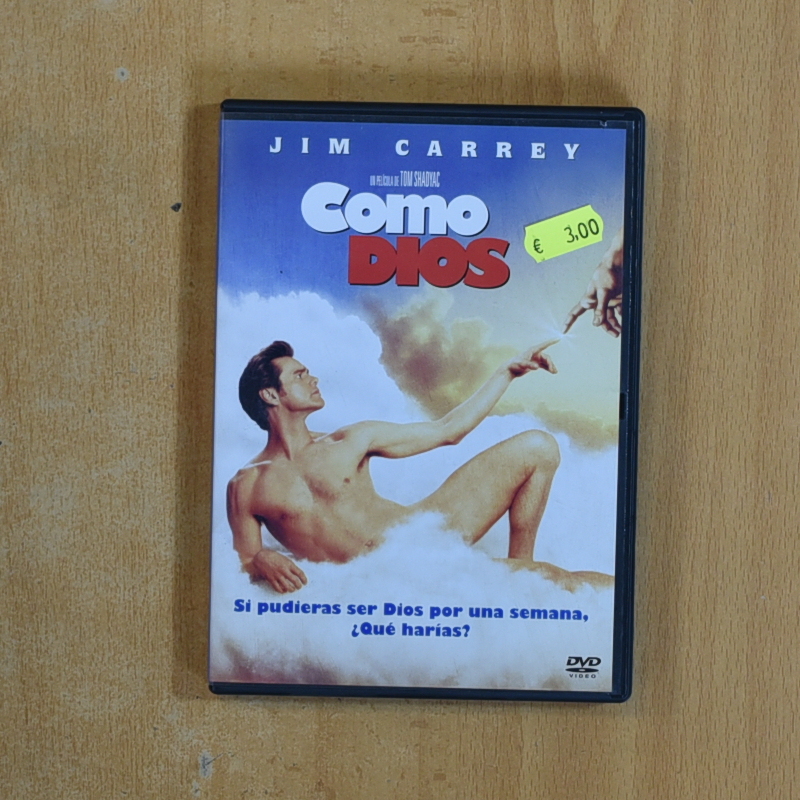 JIM CARREY
UN PELÍCULA DE TOM SHADYAC
Como
DIOS
€ 3,00
Si pudieras ser Dios por una semana,
¿Qué harías?
DVD
VIDEO